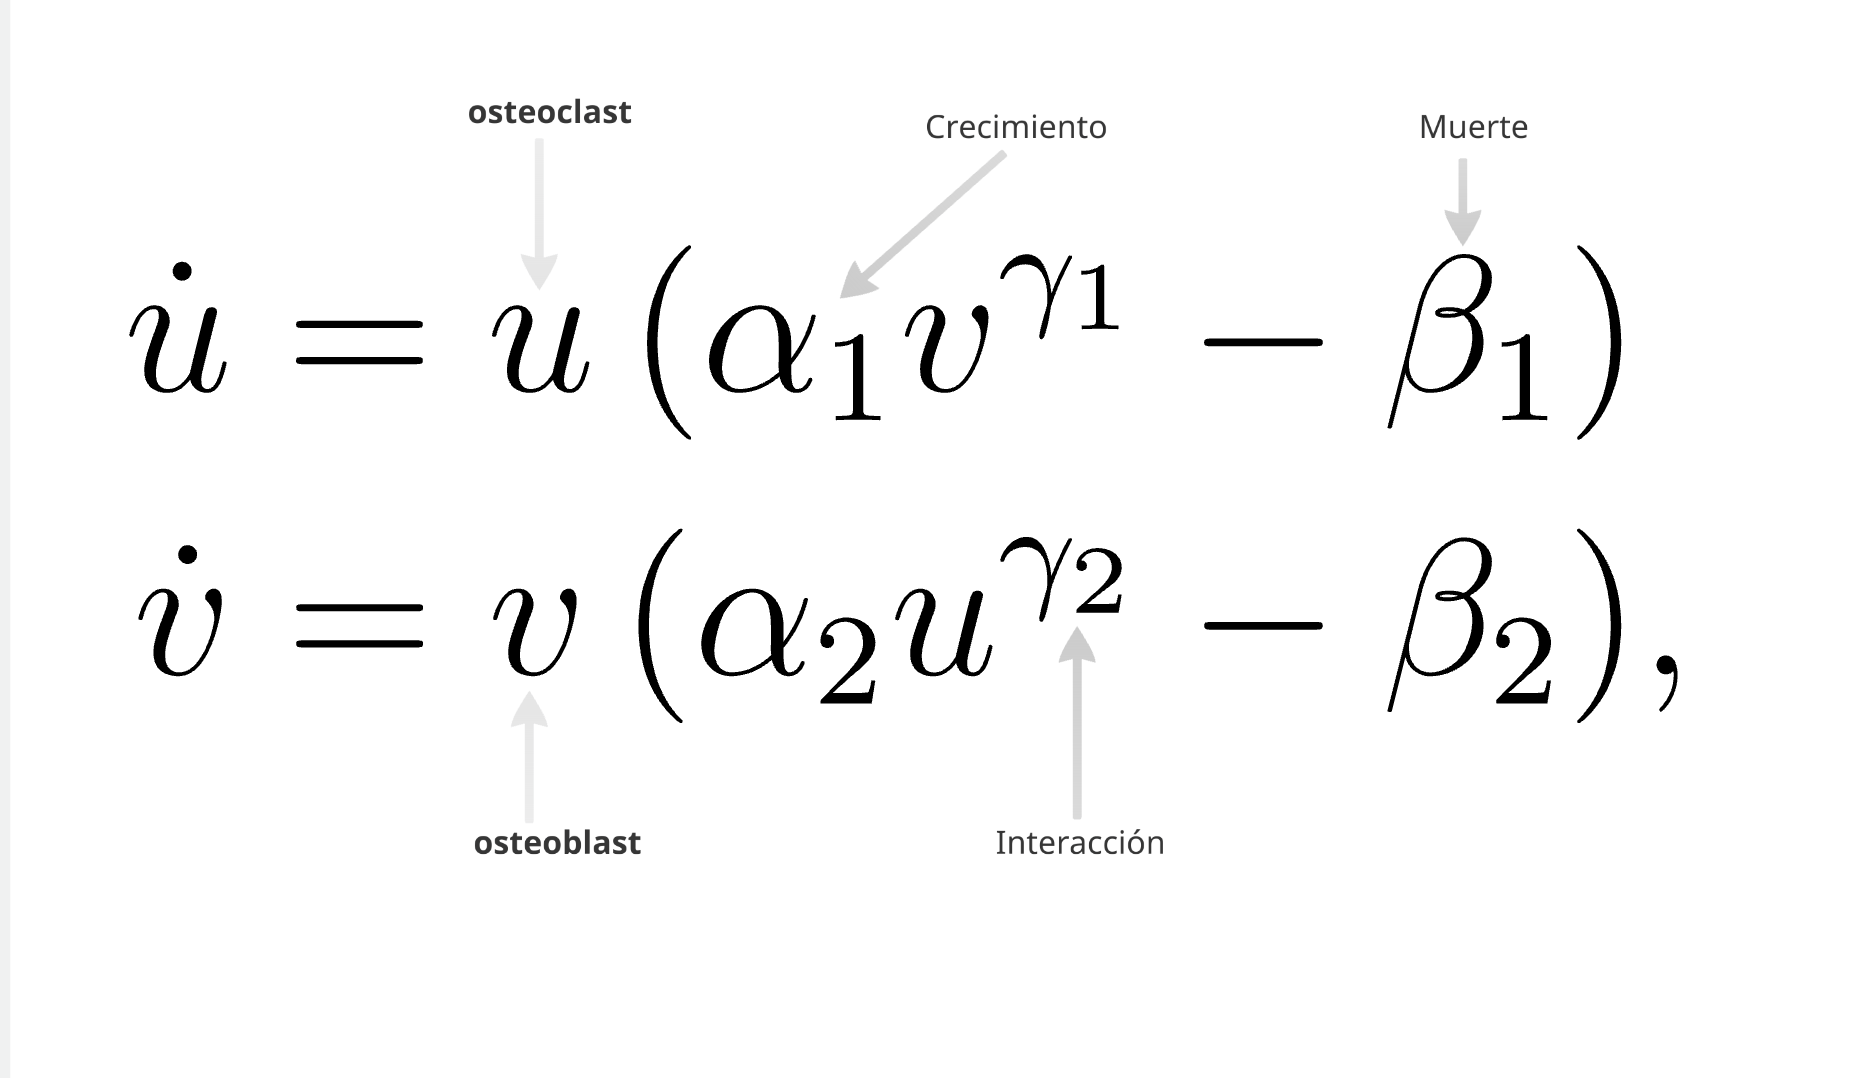 osteoclast
Crecimiento
Muerte
u̇ = u (α₁v^γ₁ − β₁)
v̇ = v (α₂u^γ₂ − β₂),
osteoblast
Interacción